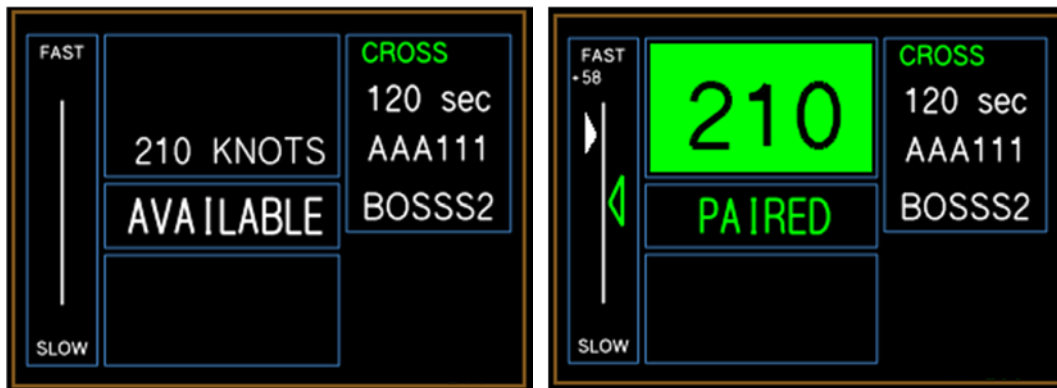 FAST
210 KNOTS
AVAILABLE
SLOW
CROSS
120 sec
AAA111
BOSSS2
FAST
+58
210
PAIRED
SLOW
CROSS
120 sec
AAA111
BOSSS2